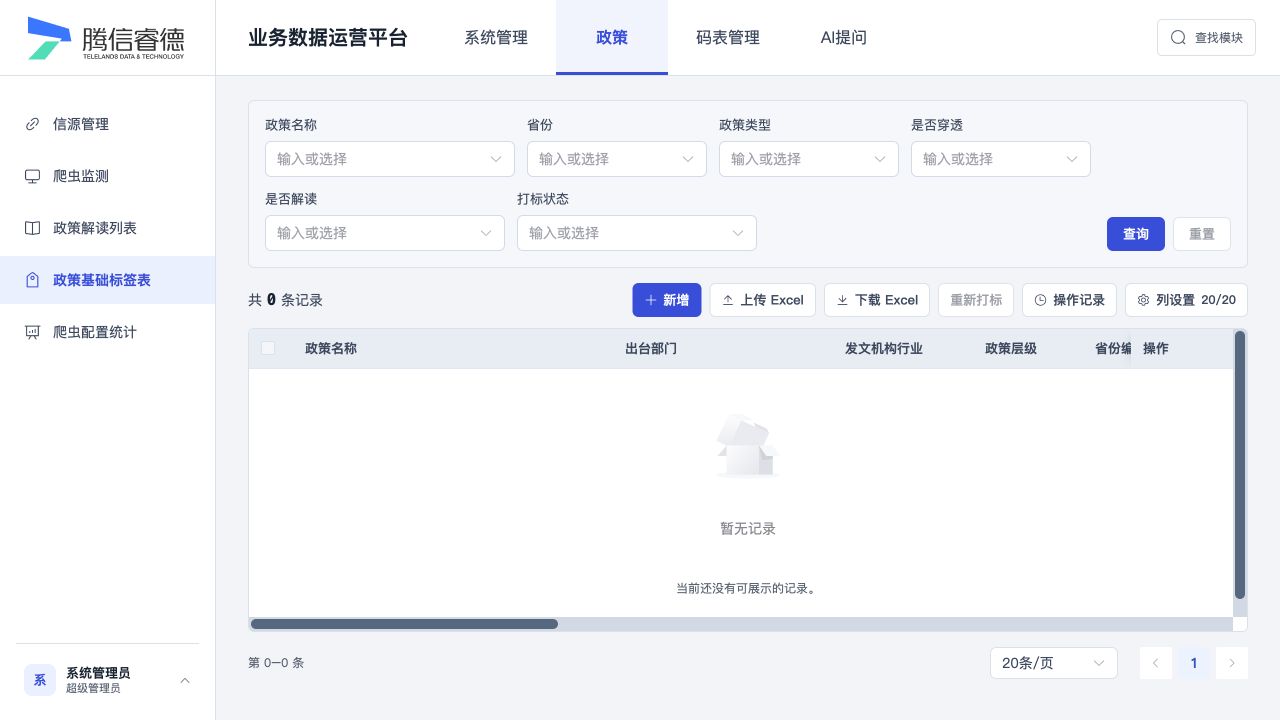 腾信睿德
TELELANDS DATA & TECHNOLOGY
业务数据运营平台
系统管理
政策
码表管理
AI提问
查找模块
信源管理
爬虫监测
政策解读列表
政策基础标签表
爬虫配置统计
政策名称
省份
政策类型
是否穿透
输入或选择
输入或选择
输入或选择
输入或选择
是否解读
打标状态
输入或选择
输入或选择
查询
重置
共 0 条记录
新增
上传 Excel
下载 Excel
重新打标
操作记录
列设置 20/20
政策名称
出台部门
发文机构行业
政策层级
省份编
操作
暂无记录
当前还没有可展示的记录。
第 0–0 条
20条/页
1
系
系统管理员
超级管理员